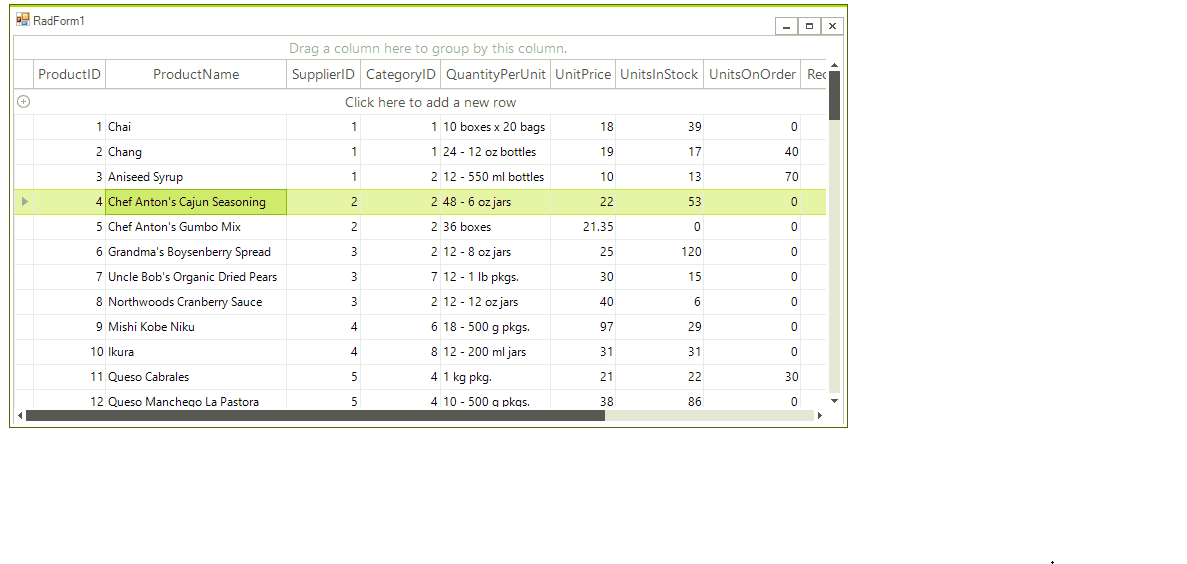 RadForm1
Drag a column here to group by this column.
ProductID ProductName SupplierID CategoryID QuantityPerUnit UnitPrice UnitsInStock UnitsOnOrder Rec
Click here to add a new row
1 Chai 1 1 10 boxes x 20 bags 18 39 0
2 Chang 1 1 24 - 12 oz bottles 19 17 40
3 Aniseed Syrup 1 2 12 - 550 ml bottles 10 13 70
4 Chef Anton's Cajun Seasoning 2 2 48 - 6 oz jars 22 53 0
5 Chef Anton's Gumbo Mix 2 2 36 boxes 21.35 0 0
6 Grandma's Boysenberry Spread 3 2 12 - 8 oz jars 25 120 0
7 Uncle Bob's Organic Dried Pears 3 7 12 - 1 lb pkgs. 30 15 0
8 Northwoods Cranberry Sauce 3 2 12 - 12 oz jars 40 6 0
9 Mishi Kobe Niku 4 6 18 - 500 g pkgs. 97 29 0
10 Ikura 4 8 12 - 200 ml jars 31 31 0
11 Queso Cabrales 5 4 1 kg pkg. 21 22 30
12 Queso Manchego La Pastora 5 4 10 - 500 g pkgs. 38 86 0